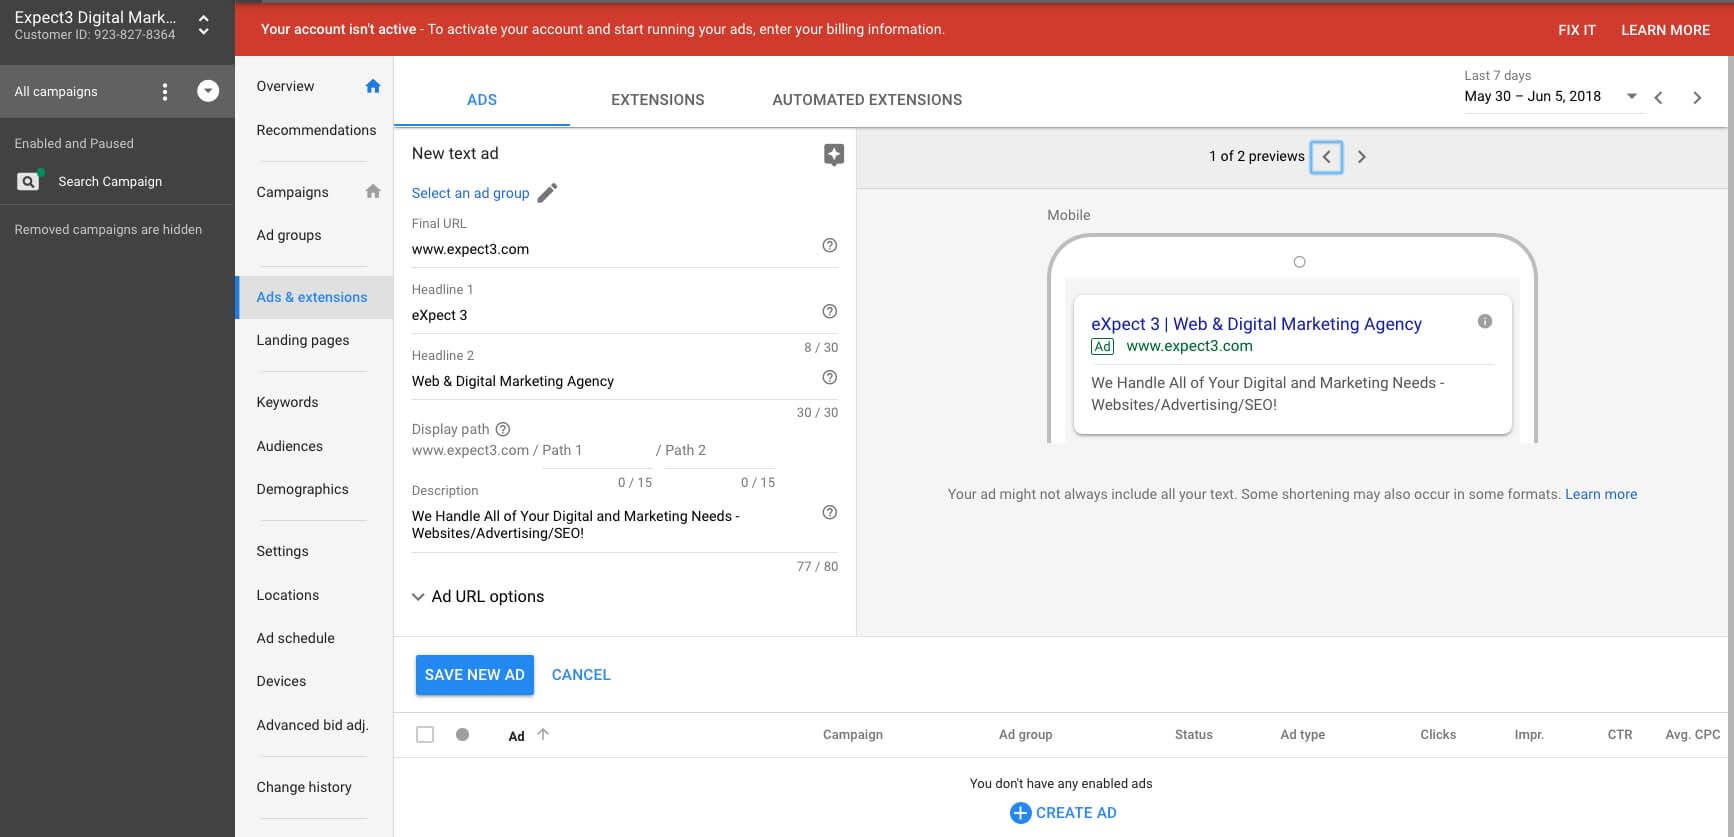 Expect3 Digital Mark...
Customer ID: 923-827-8364
Your account isn't active - To activate your account and start running your ads, enter your billing information.
FIX IT
LEARN MORE
All campaigns
Enabled and Paused
Search Campaign
Removed campaigns are hidden
Overview
Recommendations
Campaigns
Ad groups
Ads & extensions
Landing pages
Keywords
Audiences
Demographics
Settings
Locations
Ad schedule
Devices
Advanced bid adj.
Change history
ADS
EXTENSIONS
AUTOMATED EXTENSIONS
Last 7 days
May 30 – Jun 5, 2018
New text ad
Select an ad group
Final URL
www.expect3.com
Headline 1
eXpect 3
8 / 30
Headline 2
Web & Digital Marketing Agency
30 / 30
Display path
www.expect3.com / Path 1 / Path 2
0 / 15
0 / 15
Description
We Handle All of Your Digital and Marketing Needs -
Websites/Advertising/SEO!
77 / 80
Ad URL options
1 of 2 previews
Mobile
eXpect 3 | Web & Digital Marketing Agency
Ad www.expect3.com
We Handle All of Your Digital and Marketing Needs -
Websites/Advertising/SEO!
Your ad might not always include all your text. Some shortening may also occur in some formats. Learn more
SAVE NEW AD
CANCEL
Ad
Campaign
Ad group
Status
Ad type
Clicks
Impr.
CTR
Avg. CPC
You don't have any enabled ads
CREATE AD